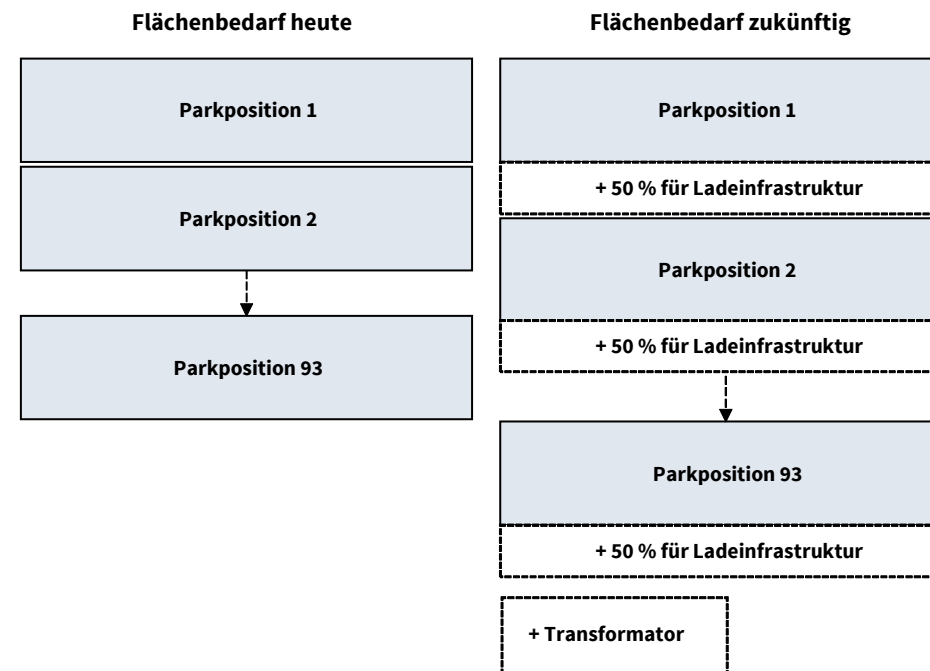 Flächenbedarf heute
Parkposition 1
Parkposition 2
Parkposition 93
Flächenbedarf zukünftig
Parkposition 1
+ 50 % für Ladeinfrastruktur
Parkposition 2
+ 50 % für Ladeinfrastruktur
Parkposition 93
+ 50 % für Ladeinfrastruktur
+ Transformator